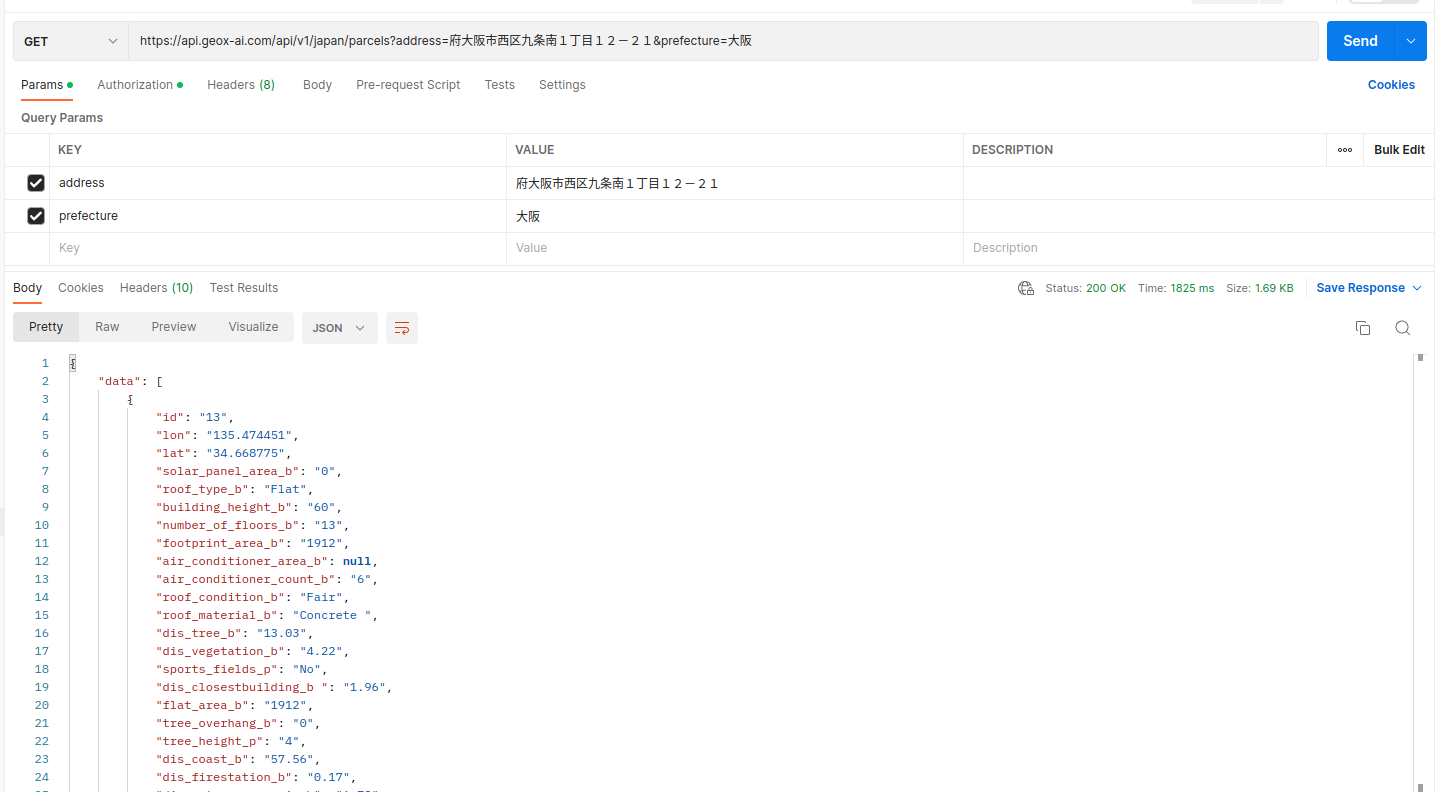 GET https://api.geox-ai.com/api/v1/japan/parcels?address=府大阪市西区九条南１丁目１２－２１&prefecture=大阪 Send
Params Authorization Headers (8) Body Pre-request Script Tests Settings Cookies
Query Params
KEY VALUE DESCRIPTION Bulk Edit
address 府大阪市西区九条南１丁目１２－２１
prefecture 大阪
Key Value Description
Body Cookies Headers (10) Test Results Status: 200 OK Time: 1825 ms Size: 1.69 KB Save Response
Pretty Raw Preview Visualize JSON
1 {
2 "data": [
3 {
4 "id": "13",
5 "lon": "135.474451",
6 "lat": "34.668775",
7 "solar_panel_area_b": "0",
8 "roof_type_b": "Flat",
9 "building_height_b": "60",
10 "number_of_floors_b": "13",
11 "footprint_area_b": "1912",
12 "air_conditioner_area_b": null,
13 "air_conditioner_count_b": "6",
14 "roof_condition_b": "Fair",
15 "roof_material_b": "Concrete ",
16 "dis_tree_b": "13.03",
17 "dis_vegetation_b": "4.22",
18 "sports_fields_p": "No",
19 "dis_closestbuilding_b ": "1.96",
20 "flat_area_b": "1912",
21 "tree_overhang_b": "0",
22 "tree_height_p": "4",
23 "dis_coast_b": "57.56",
24 "dis_firestation_b": "0.17",